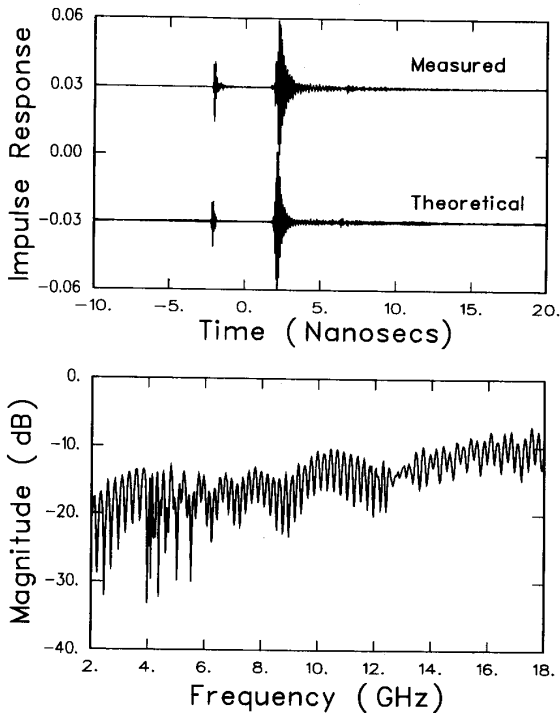 0.06
0.03
0.00
-0.03
-0.06
Impulse Response
Measured
Theoretical
-10. -5. 0. 5. 10. 15. 20.
Time (Nanosecs)
0.
-10.
-20.
-30.
-40.
Magnitude (dB)
2. 4. 6. 8. 10. 12. 14. 16. 18.
Frequency (GHz)